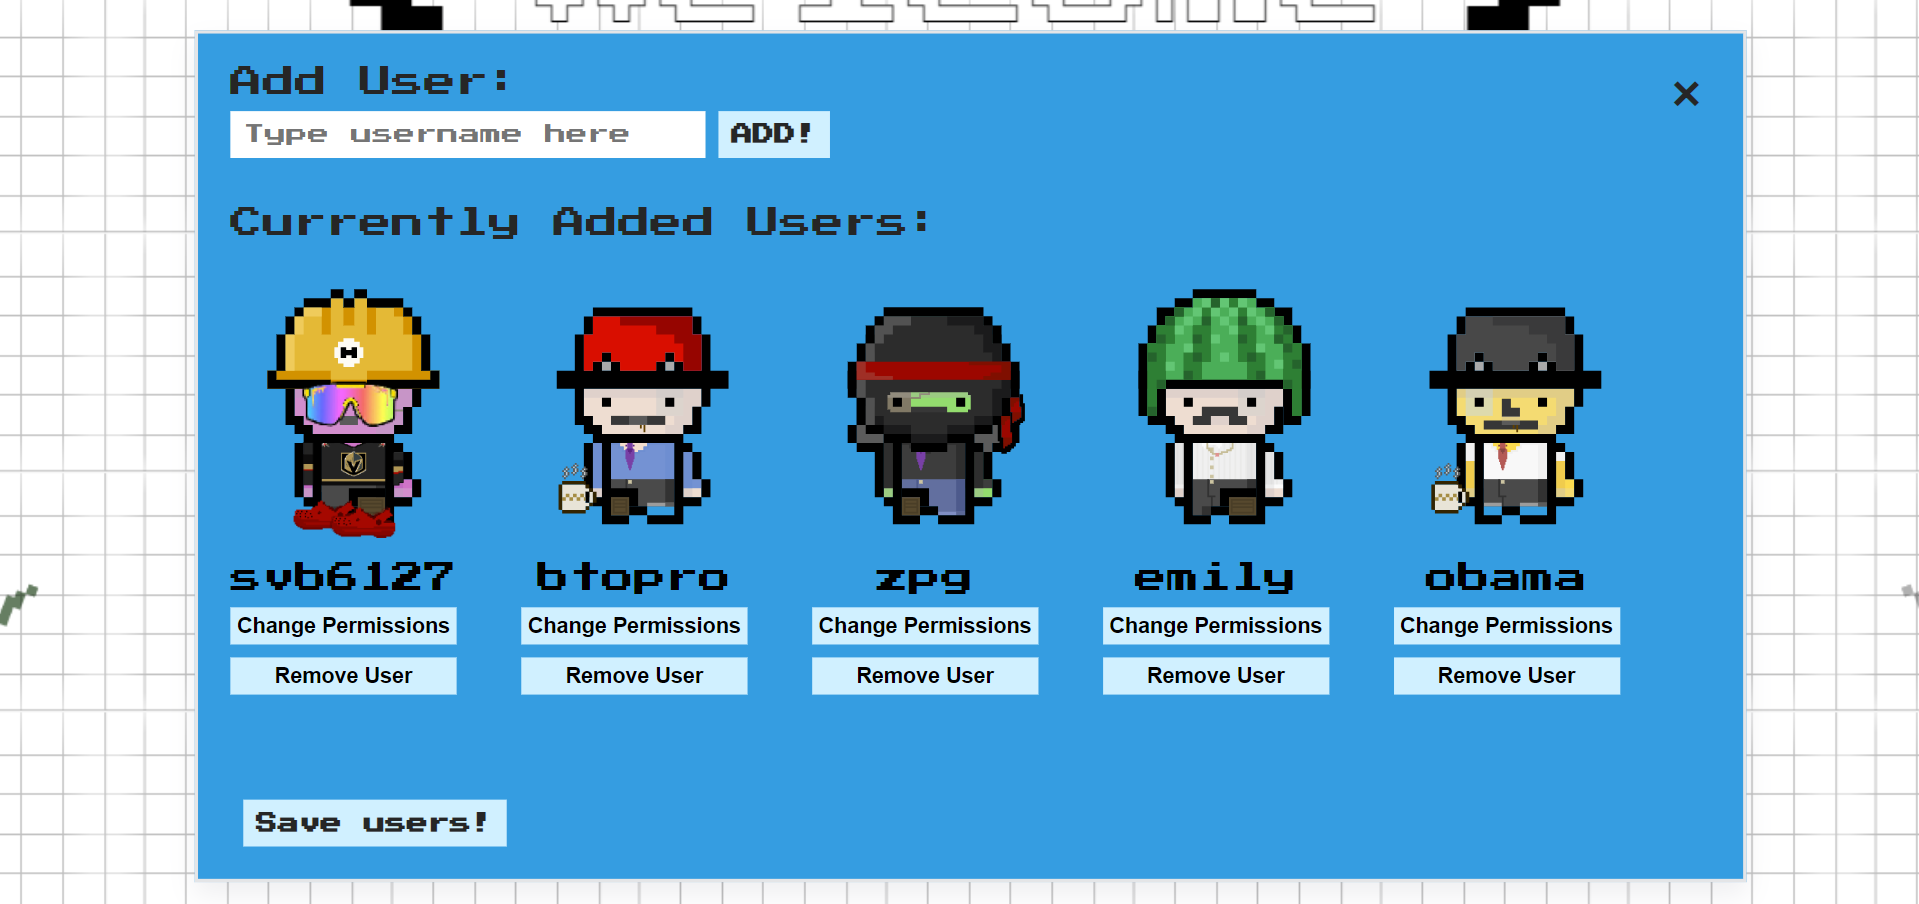 Welcome
Add User:
×
Type username here
ADD!
Currently Added Users:
svb6127 btopro zpg emily obama
Change Permissions Change Permissions Change Permissions Change Permissions Change Permissions
Remove User Remove User Remove User Remove User Remove User
Save users!